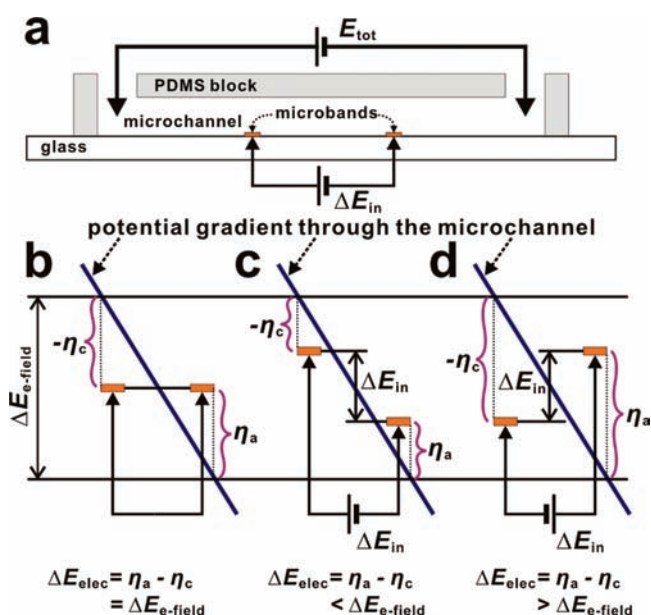 a
E_tot
PDMS block
microchannel
microbands
glass
ΔE_in
potential gradient through the microchannel
b
c
d
ΔE_e-field
-η_c
η_a
-η_c
ΔE_in
η_a
ΔE_in
-η_c
ΔE_in
η_a
ΔE_in
ΔE_elec = η_a - η_c
= ΔE_e-field
ΔE_elec = η_a - η_c
< ΔE_e-field
ΔE_elec = η_a - η_c
> ΔE_e-field